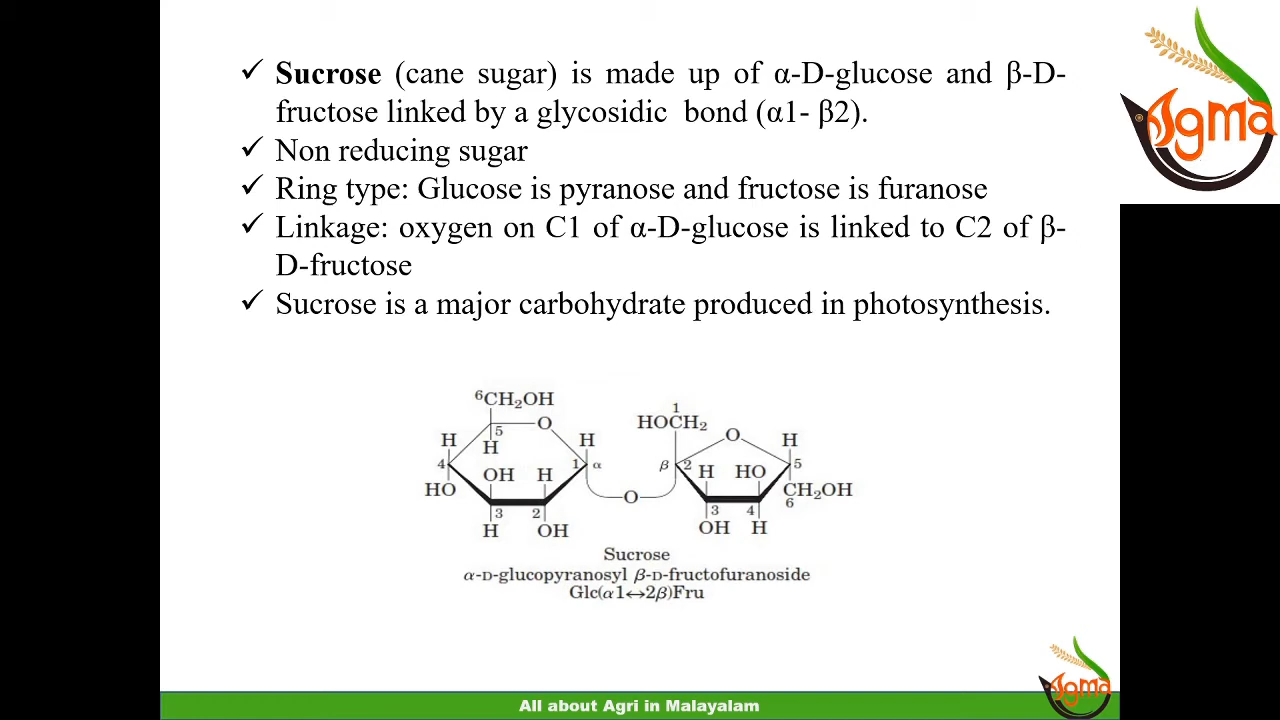 ✓ Sucrose (cane sugar) is made up of α-D-glucose and β-D-
fructose linked by a glycosidic bond (α1- β2).
✓ Non reducing sugar
✓ Ring type: Glucose is pyranose and fructose is furanose
✓ Linkage: oxygen on C1 of α-D-glucose is linked to C2 of β-
D-fructose
✓ Sucrose is a major carbohydrate produced in photosynthesis.
Agma
⁶CH₂OH
5
O
H
H
4
HO
OH
H
3
H
2
OH
H
1
α
O
1
HOCH₂
β
2
O
H
HO
H
5
CH₂OH
6
3
4
OH
H
Sucrose
α-D-glucopyranosyl β-D-fructofuranoside
Glc(α1↔2β)Fru
Agma
All about Agri in Malayalam